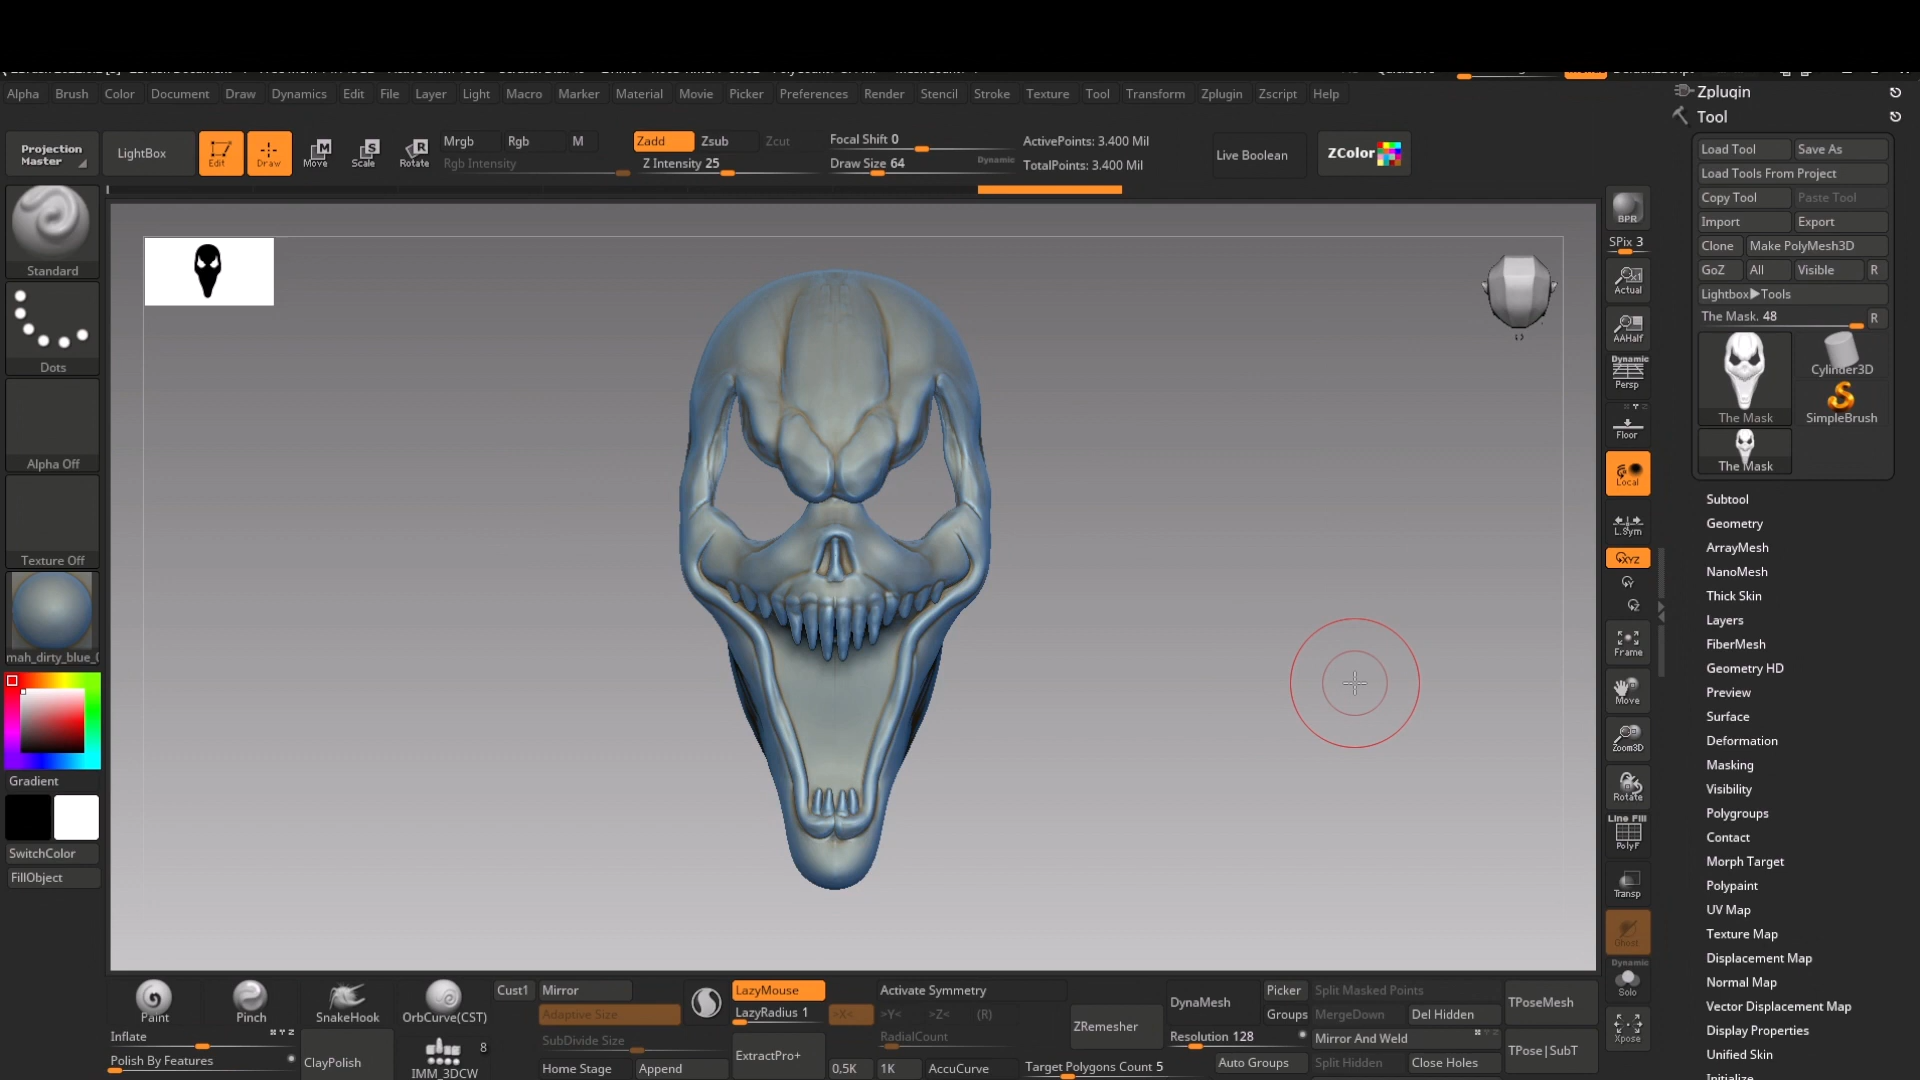 Alpha Brush Color Document Draw Dynamics Edit File Layer Light Macro Marker Material Movie Picker Preferences Render Stencil Stroke Texture Tool Transform Zplugin Zscript Help
Projection Master
LightBox
Edit
Draw
Move
Scale
Rotate
Mrgb Rgb M
Rgb Intensity
Zadd Zsub Zcut
Z Intensity 25
Focal Shift 0
Draw Size 64
Dynamic
ActivePoints: 3.400 Mil
TotalPoints: 3.400 Mil
Live Boolean
ZColor
Standard
Dots
Alpha Off
Texture Off
mah_dirty_blue_
Gradient
SwitchColor
FillObject
BPR
SPix 3
Actual
AAHalf
Dynamic
Persp
Floor
Local
L.Sym
XYZ
Frame
Move
Zoom3D
Rotate
Line Fill
PolyF
Transp
Ghost
Dynamic
Solo
Xpose
Zplugin
Tool
Load Tool Save As
Load Tools From Project
Copy Tool Paste Tool
Import Export
Clone Make PolyMesh3D
GoZ All Visible R
Lightbox▶Tools
The Mask. 48 R
The Mask
Cylinder3D
SimpleBrush
The Mask
Subtool
Geometry
ArrayMesh
NanoMesh
Thick Skin
Layers
FiberMesh
Geometry HD
Preview
Surface
Deformation
Masking
Visibility
Polygroups
Contact
Morph Target
Polypaint
UV Map
Texture Map
Displacement Map
Normal Map
Vector Displacement Map
Display Properties
Unified Skin
Initialize
Paint
Pinch
SnakeHook
OrbCurve(CST)
Inflate
Polish By Features
ClayPolish
8
IMM_3DCW
Cust1 Mirror
Adaptive Size
SubDivide Size
Home Stage Append
LazyMouse
LazyRadius 1
ExtractPro+
Activate Symmetry
>X< >Y< >Z< (R)
RadialCount
0,5K 1K AccuCurve
ZRemesher
Target Polygons Count 5
DynaMesh
Resolution 128
Picker
Groups
Auto Groups
Split Masked Points
MergeDown Del Hidden
Mirror And Weld
Split Hidden Close Holes
TPoseMesh
TPose|SubT